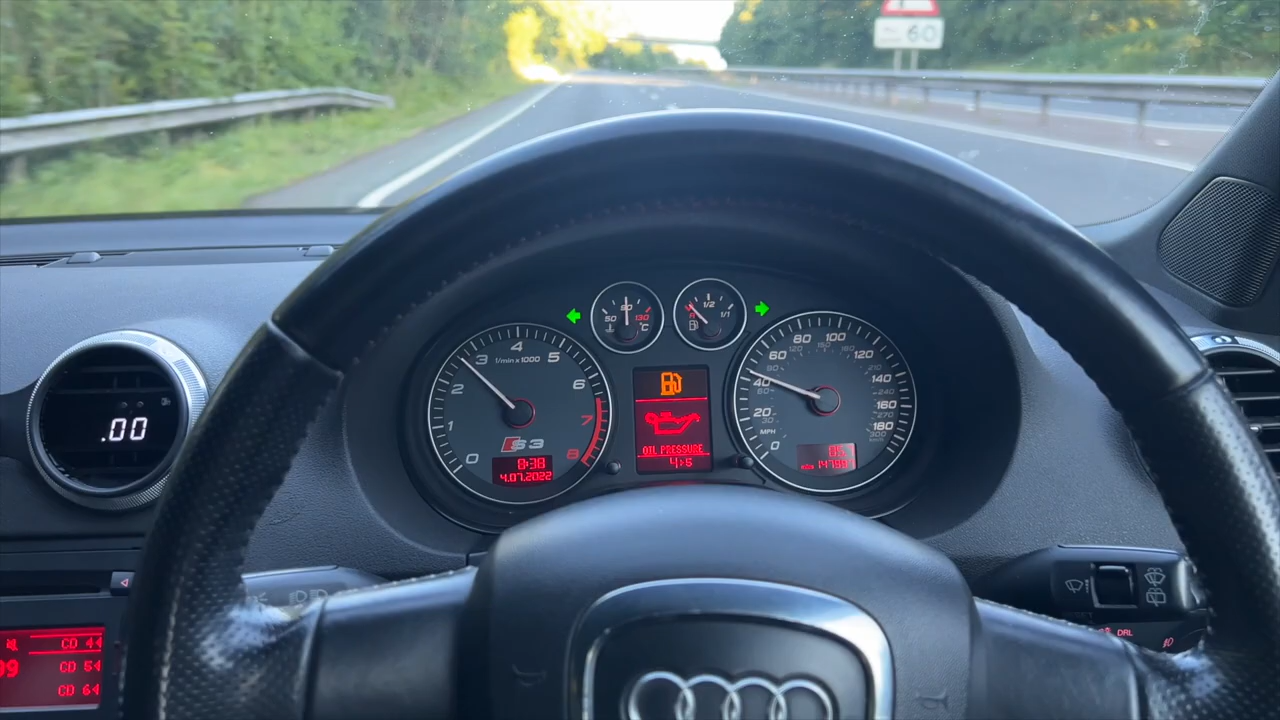 60
50
90
130
°C
R
1/2
1/1
0
1
2
3
4
5
6
7
8
1/min x 1000
S3
0:38
4.07.2022
OIL PRESSURE
0
20
40
60
80
100
120
140
160
180
MPH
.00
CD 44
CD 54
CD 64
DRL